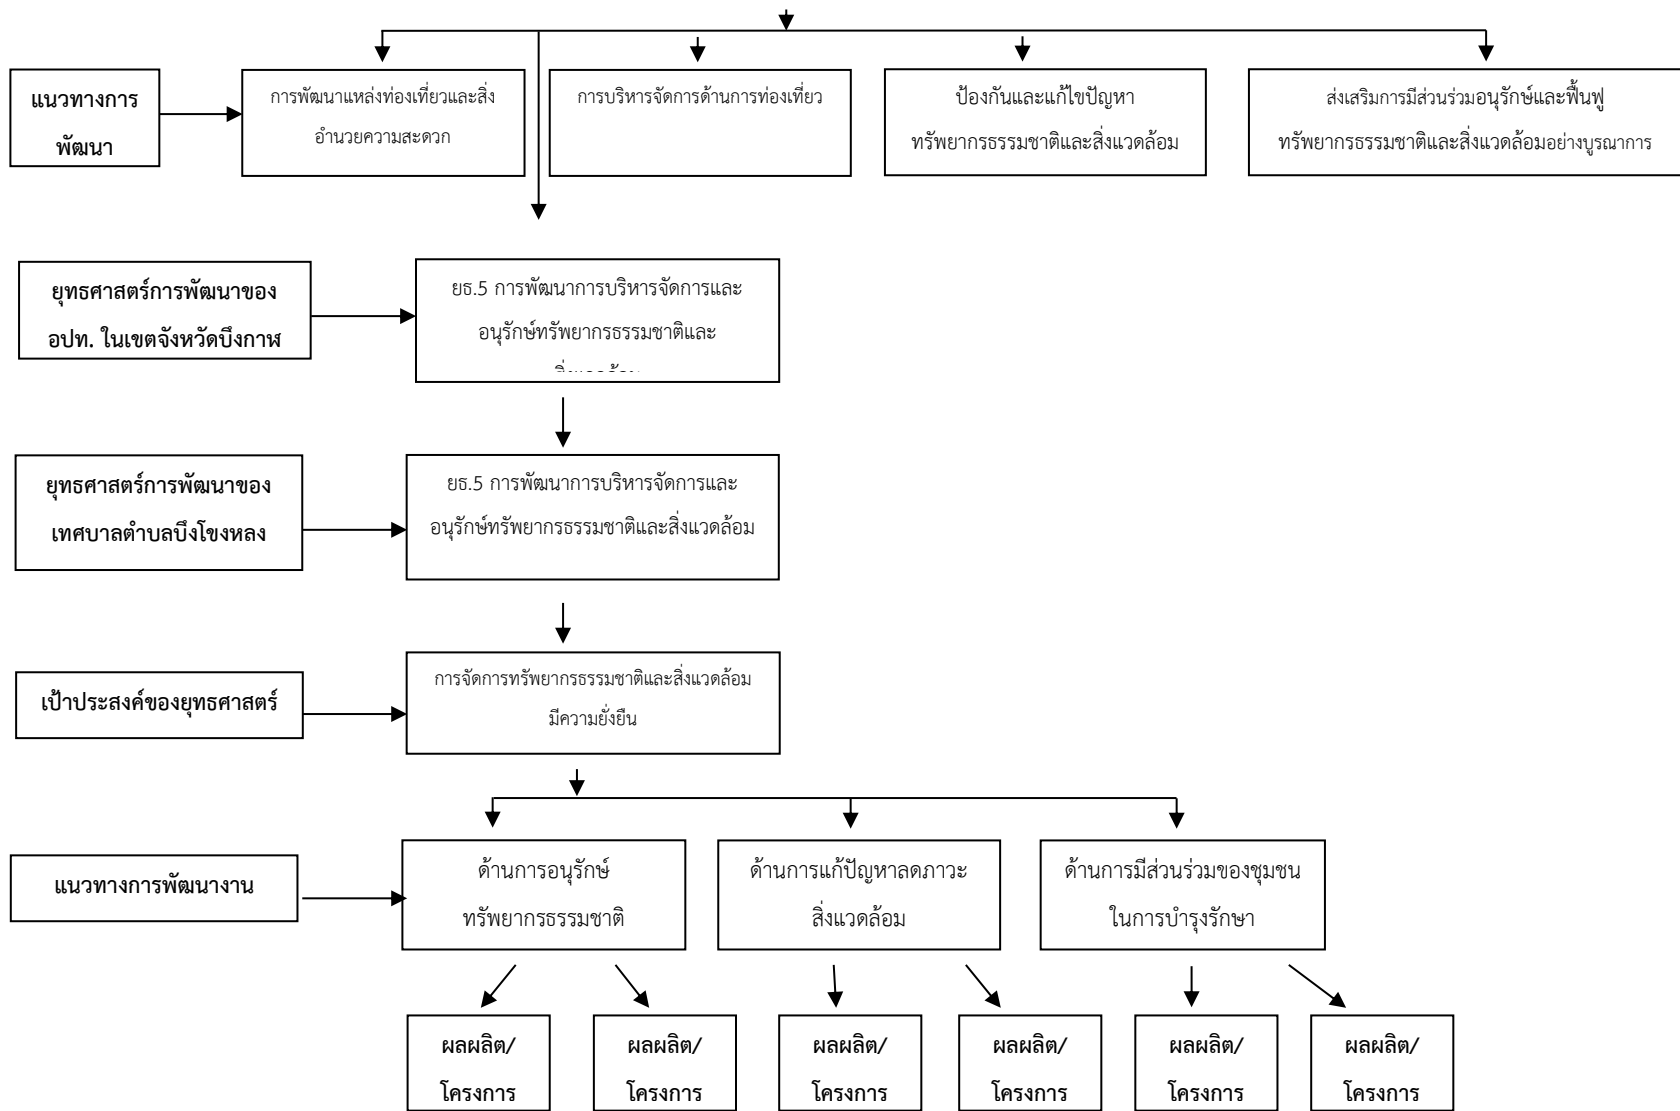 แนวทางการ
พัฒนา
การพัฒนาแหล่งท่องเที่ยวและสิ่ง
อำนวยความสะดวก
การบริหารจัดการด้านการท่องเที่ยว
ป้องกันและแก้ไขปัญหา
ทรัพยากรธรรมชาติและสิ่งแวดล้อม
ส่งเสริมการมีส่วนร่วมอนุรักษ์และฟื้นฟู
ทรัพยากรธรรมชาติและสิ่งแวดล้อมอย่างบูรณาการ
ยุทธศาสตร์การพัฒนาของ
อปท. ในเขตจังหวัดบึงกาฬ
ยธ.5 การพัฒนาการบริหารจัดการและ
อนุรักษ์ทรัพยากรธรรมชาติและ
สิ่งแวดล้อม
ยุทธศาสตร์การพัฒนาของ
เทศบาลตำบลบึงโขงหลง
ยธ.5 การพัฒนาการบริหารจัดการและ
อนุรักษ์ทรัพยากรธรรมชาติและสิ่งแวดล้อม
เป้าประสงค์ของยุทธศาสตร์
การจัดการทรัพยากรธรรมชาติและสิ่งแวดล้อม
มีความยั่งยืน
แนวทางการพัฒนางาน
ด้านการอนุรักษ์
ทรัพยากรธรรมชาติ
ด้านการแก้ปัญหาลดภาวะ
สิ่งแวดล้อม
ด้านการมีส่วนร่วมของชุมชน
ในการบำรุงรักษา
ผลผลิต/
โครงการ
ผลผลิต/
โครงการ
ผลผลิต/
โครงการ
ผลผลิต/
โครงการ
ผลผลิต/
โครงการ
ผลผลิต/
โครงการ